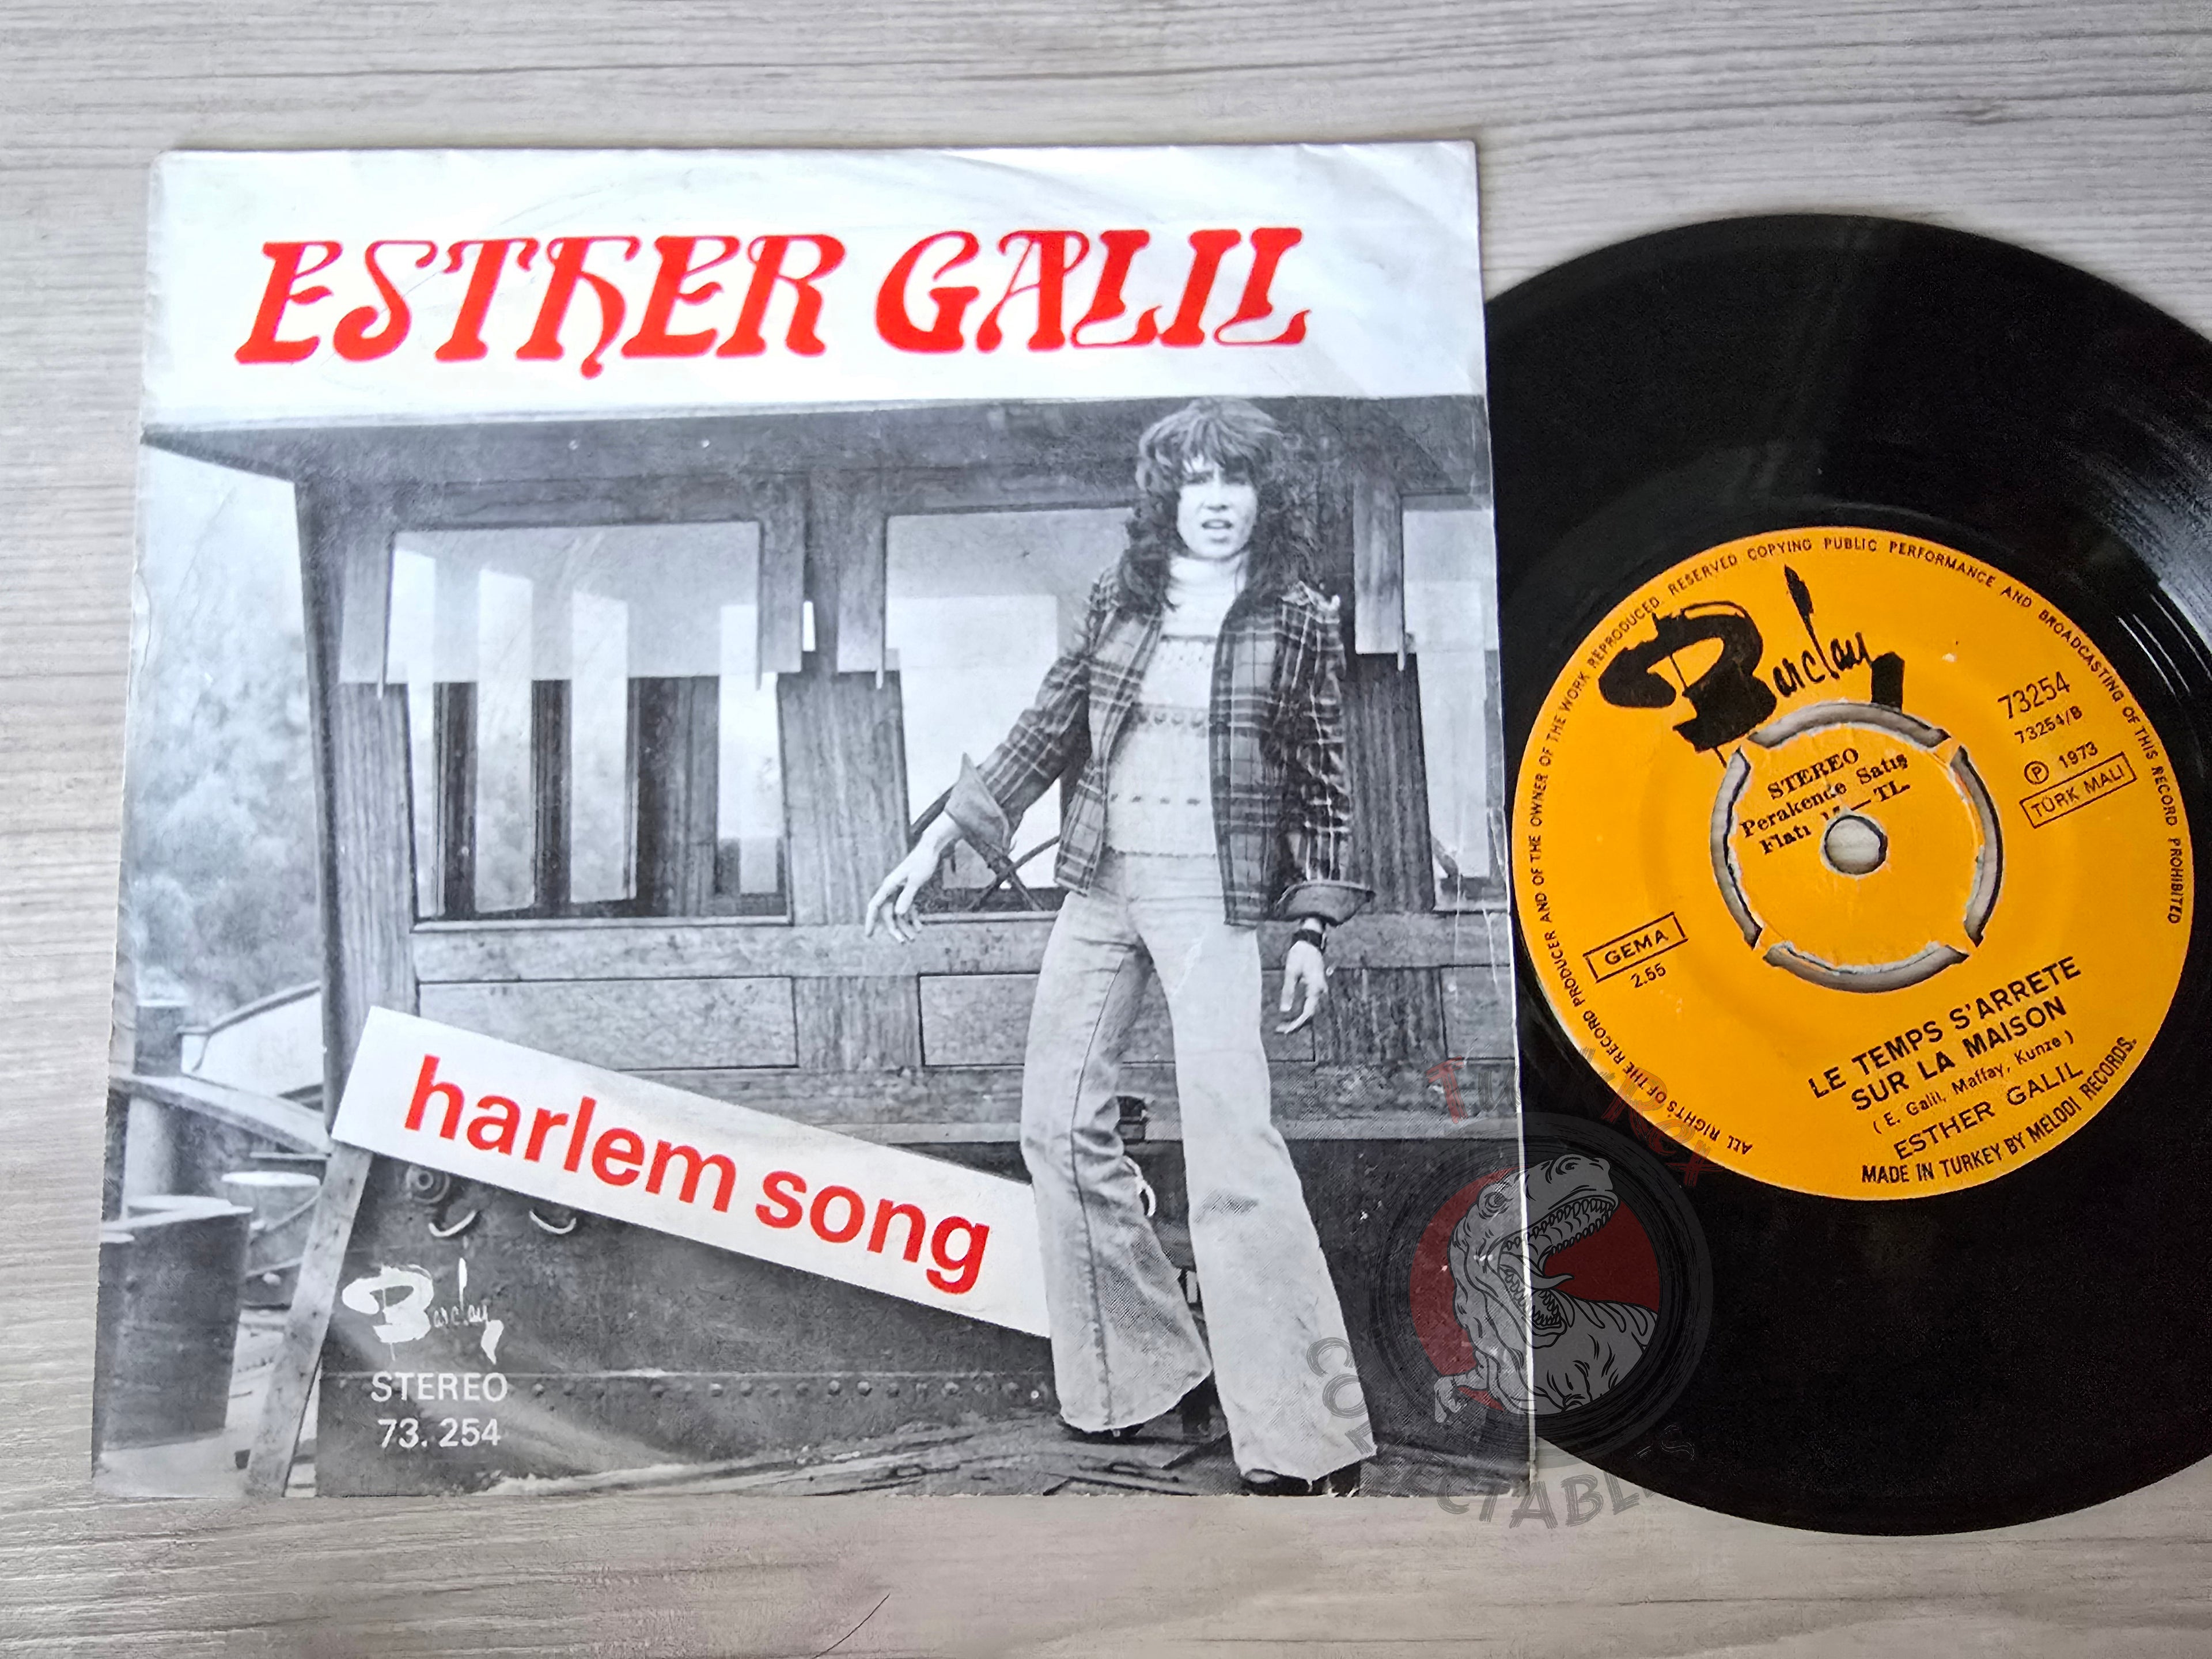 ESTHER GALIL
harlem song
Barclay
STEREO
73. 254
ALL RIGHTS OF THE RECORD PRODUCER AND OF THE OWNER OF THE WORK REPRODUCED RESERVED COPYING PUBLIC PERFORMANCE AND BROADCASTING OF THIS RECORD PROHIBITED
Barclay
73254
73254/B
℗ 1973
TÜRK MALI
STEREO
Perakende Satış
Fiatı TL.
GEMA
2.55
LE TEMPS S'ARRETE
SUR LA MAISON
( E. Galil, Maffay, Kunze )
ESTHER GALIL
MADE IN TURKEY BY MELODI RECORDS.